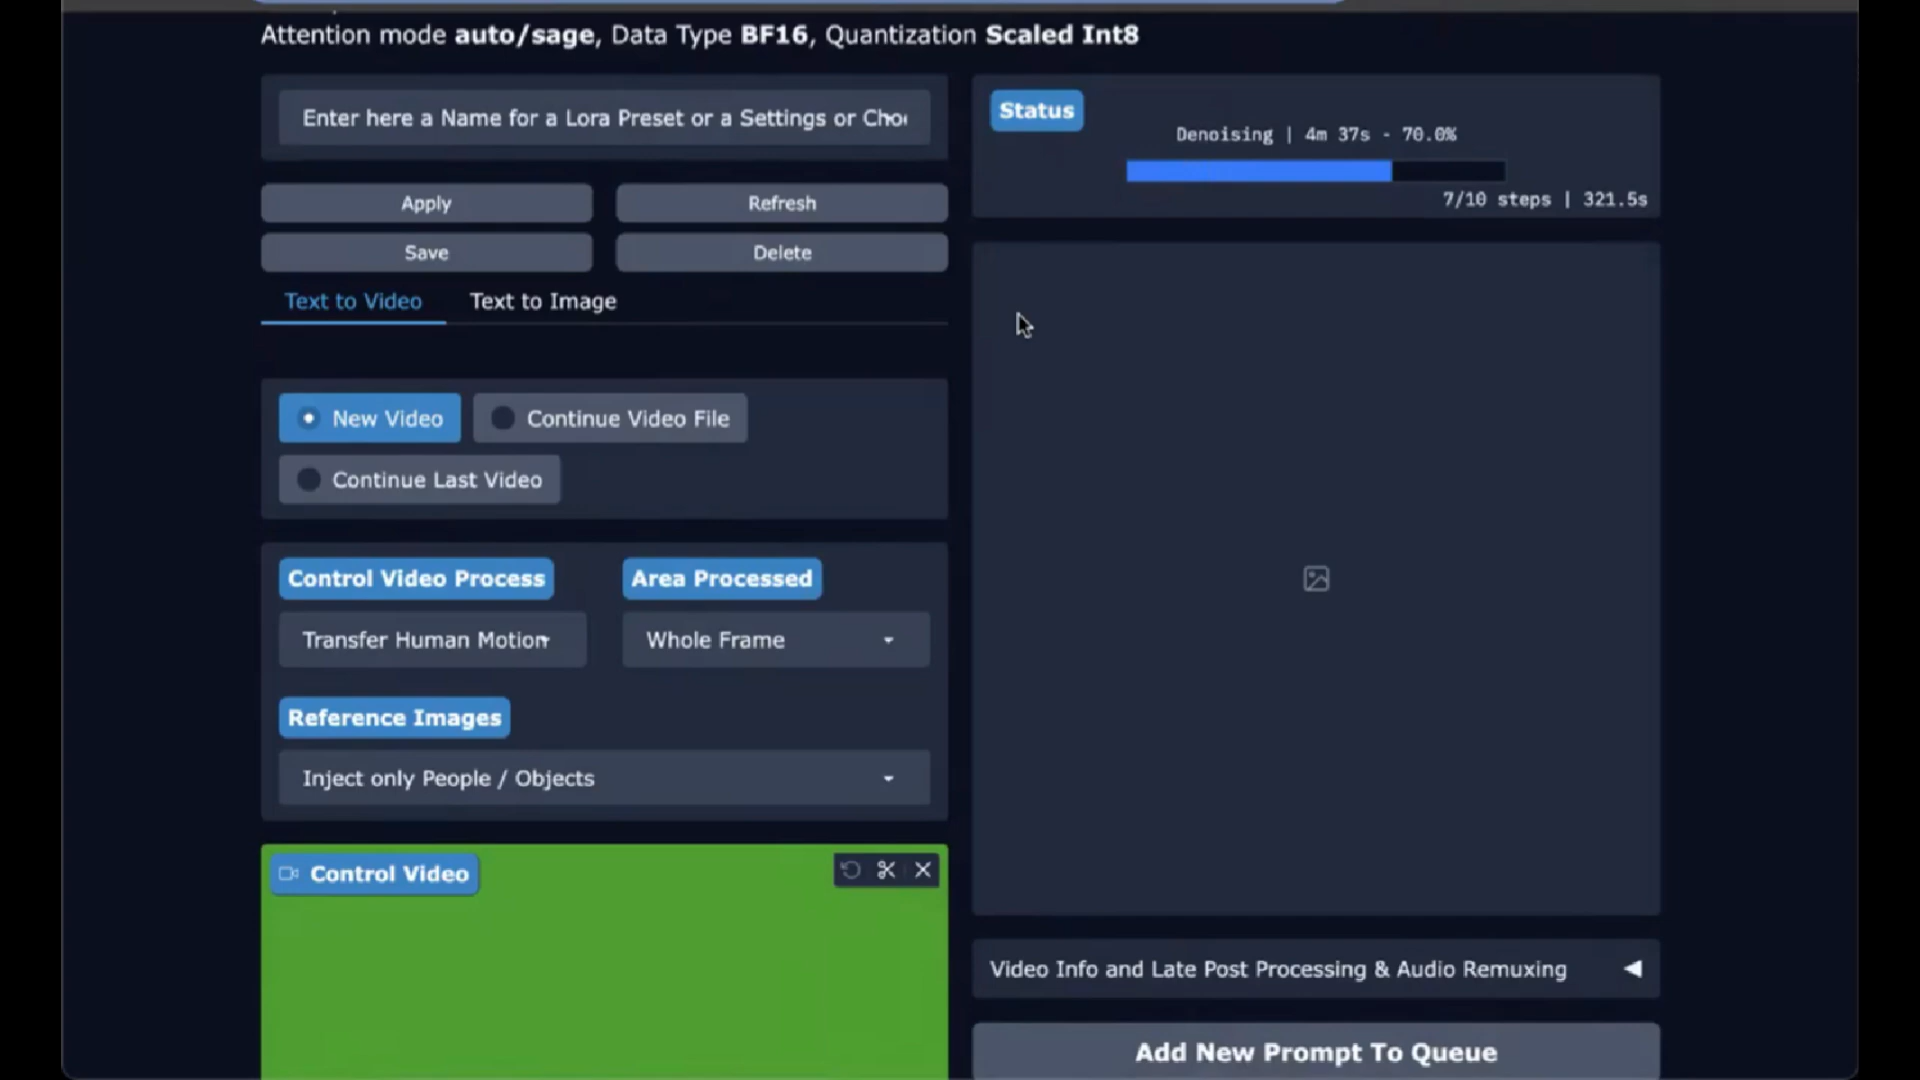 Attention mode auto/sage, Data Type BF16, Quantization Scaled Int8
Enter here a Name for a Lora Preset or a Settings or Cho
Status
Denoising | 4m 37s - 70.0%
7/10 steps | 321.5s
Apply
Refresh
Save
Delete
Text to Video
Text to Image
New Video
Continue Video File
Continue Last Video
Control Video Process
Area Processed
Transfer Human Motion
Whole Frame
Reference Images
Inject only People / Objects
Control Video
Video Info and Late Post Processing & Audio Remuxing
Add New Prompt To Queue